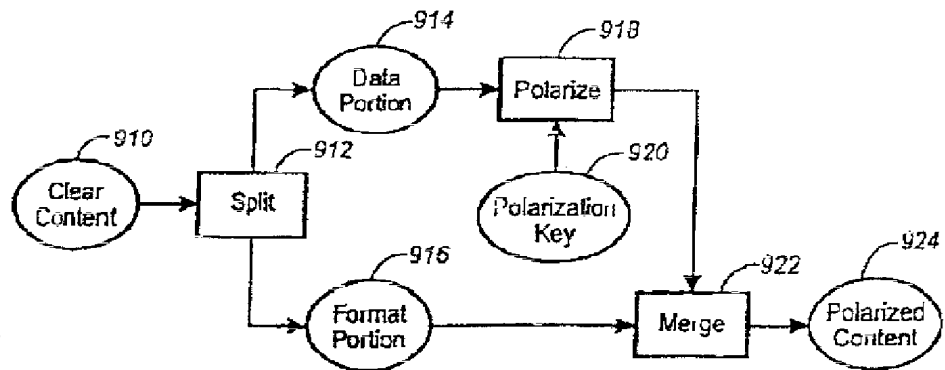 914
Data
Portion
918
Polarize
910
Clear
Content
912
Split
920
Polarization
Key
916
Format
Portion
922
Merge
924
Polarized
Content